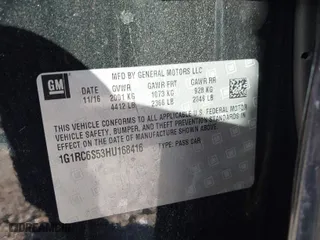 GM
MFD BY GENERAL MOTORS LLC
11/16 GVWR GAWR FRT GAWR RR
2001 KG 1073 KG 928 KG
4412 LB 2366 LB 2046 LB
THIS VEHICLE CONFORMS TO ALL APPLICABLE U.S. FEDERAL MOTOR
VEHICLE SAFETY, BUMPER, AND THEFT PREVENTION STANDARDS
IN EFFECT ON THE DATE OF MANUFACTURE SHOWN ABOVE.
1G1RC6S53HU168416 TYPE: PASS CAR